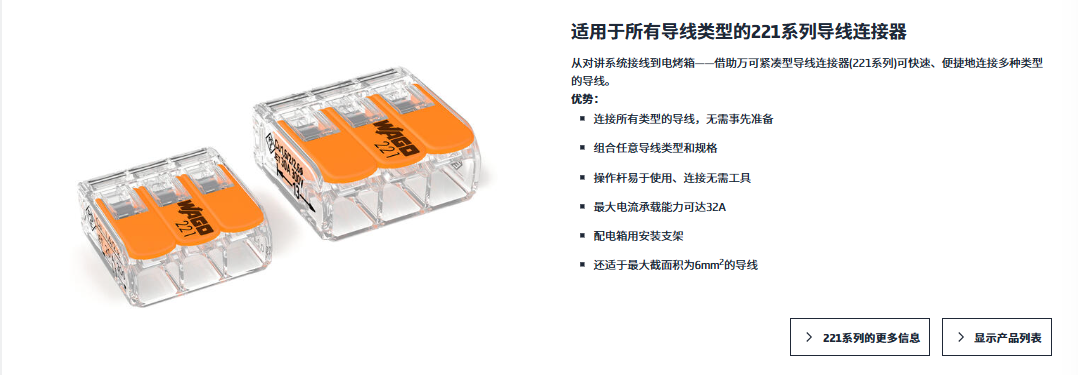 适用于所有导线类型的221系列导线连接器
从对讲系统接线到电烤箱——借助万可紧凑型导线连接器(221系列)可快速、便捷地连接多种类型
的导线。
优势：
连接所有类型的导线，无需事先准备
组合任意导线类型和规格
操作杆易于使用、连接无需工具
最大电流承载能力可达32A
配电箱用安装支架
还适于最大截面积为6mm²的导线
221系列的更多信息
显示产品列表
WAGO
221
13
WAGO
221